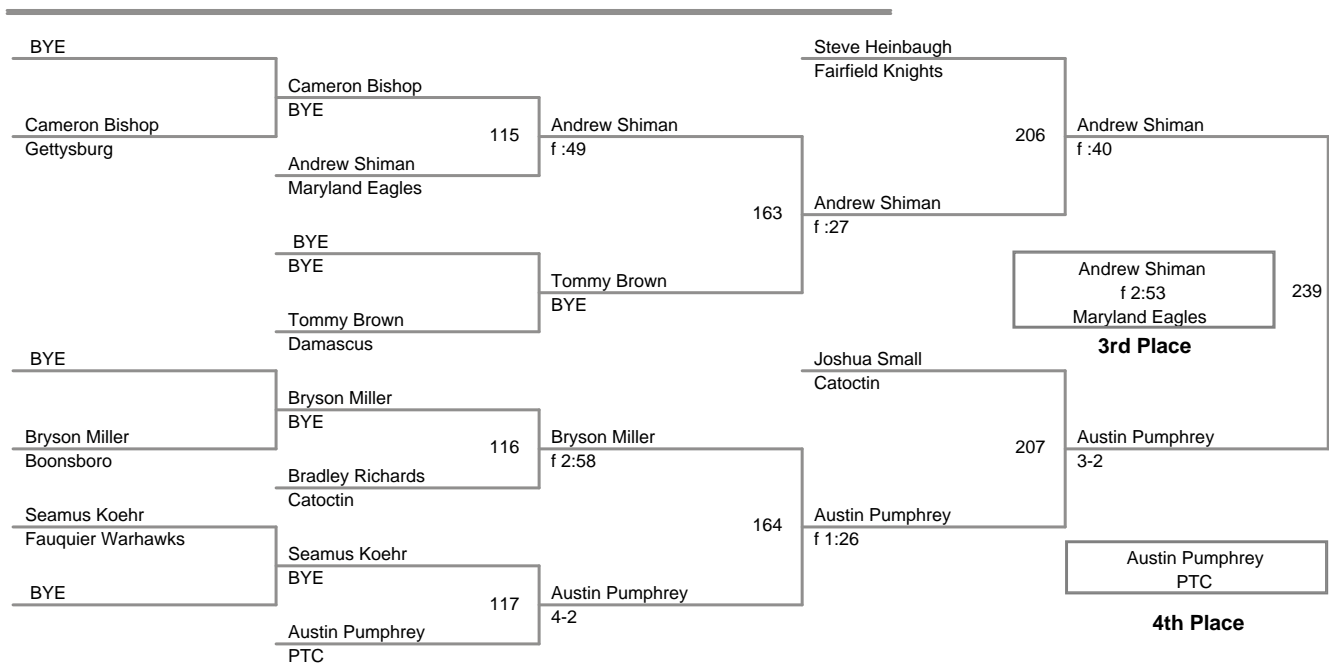 BYE
Steve Heinbaugh
Fairfield Knights
Cameron Bishop
BYE
Cameron Bishop
Gettysburg
115
Andrew Shiman
f :49
206
Andrew Shiman
f :40
Andrew Shiman
Maryland Eagles
163
Andrew Shiman
f :27
BYE
BYE
Tommy Brown
BYE
Andrew Shiman
f 2:53
Maryland Eagles
239
3rd Place
Tommy Brown
Damascus
BYE
Joshua Small
Catoctin
Bryson Miller
BYE
Bryson Miller
Boonsboro
116
Bryson Miller
f 2:58
207
Austin Pumphrey
3-2
Bradley Richards
Catoctin
Seamus Koehr
Fauquier Warhawks
164
Austin Pumphrey
f 1:26
Seamus Koehr
BYE
Austin Pumphrey
PTC
4th Place
BYE
117
Austin Pumphrey
4-2
Austin Pumphrey
PTC